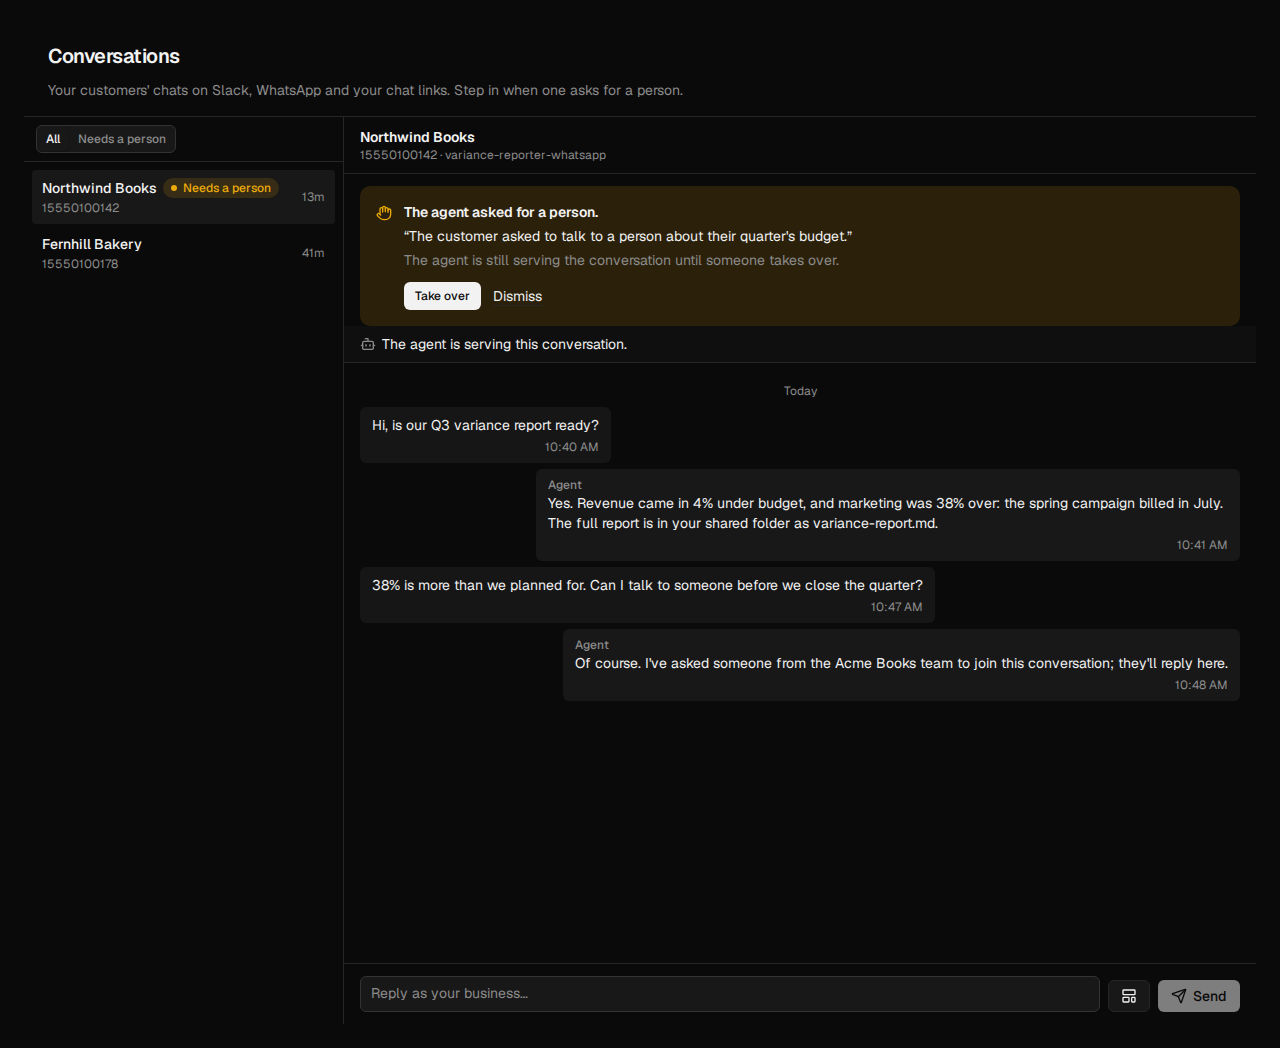 Conversations
Your customers' chats on Slack, WhatsApp and your chat links. Step in when one asks for a person.
All
Needs a person
Northwind Books
Needs a person
15550100142
13m
Fernhill Bakery
15550100178
41m
Northwind Books
15550100142 · variance-reporter-whatsapp
The agent asked for a person.
“The customer asked to talk to a person about their quarter's budget.”
The agent is still serving the conversation until someone takes over.
Take over
Dismiss
The agent is serving this conversation.
Today
Hi, is our Q3 variance report ready?
10:40 AM
Agent
Yes. Revenue came in 4% under budget, and marketing was 38% over: the spring campaign billed in July.
The full report is in your shared folder as variance-report.md.
10:41 AM
38% is more than we planned for. Can I talk to someone before we close the quarter?
10:47 AM
Agent
Of course. I've asked someone from the Acme Books team to join this conversation; they'll reply here.
10:48 AM
Reply as your business...
Send